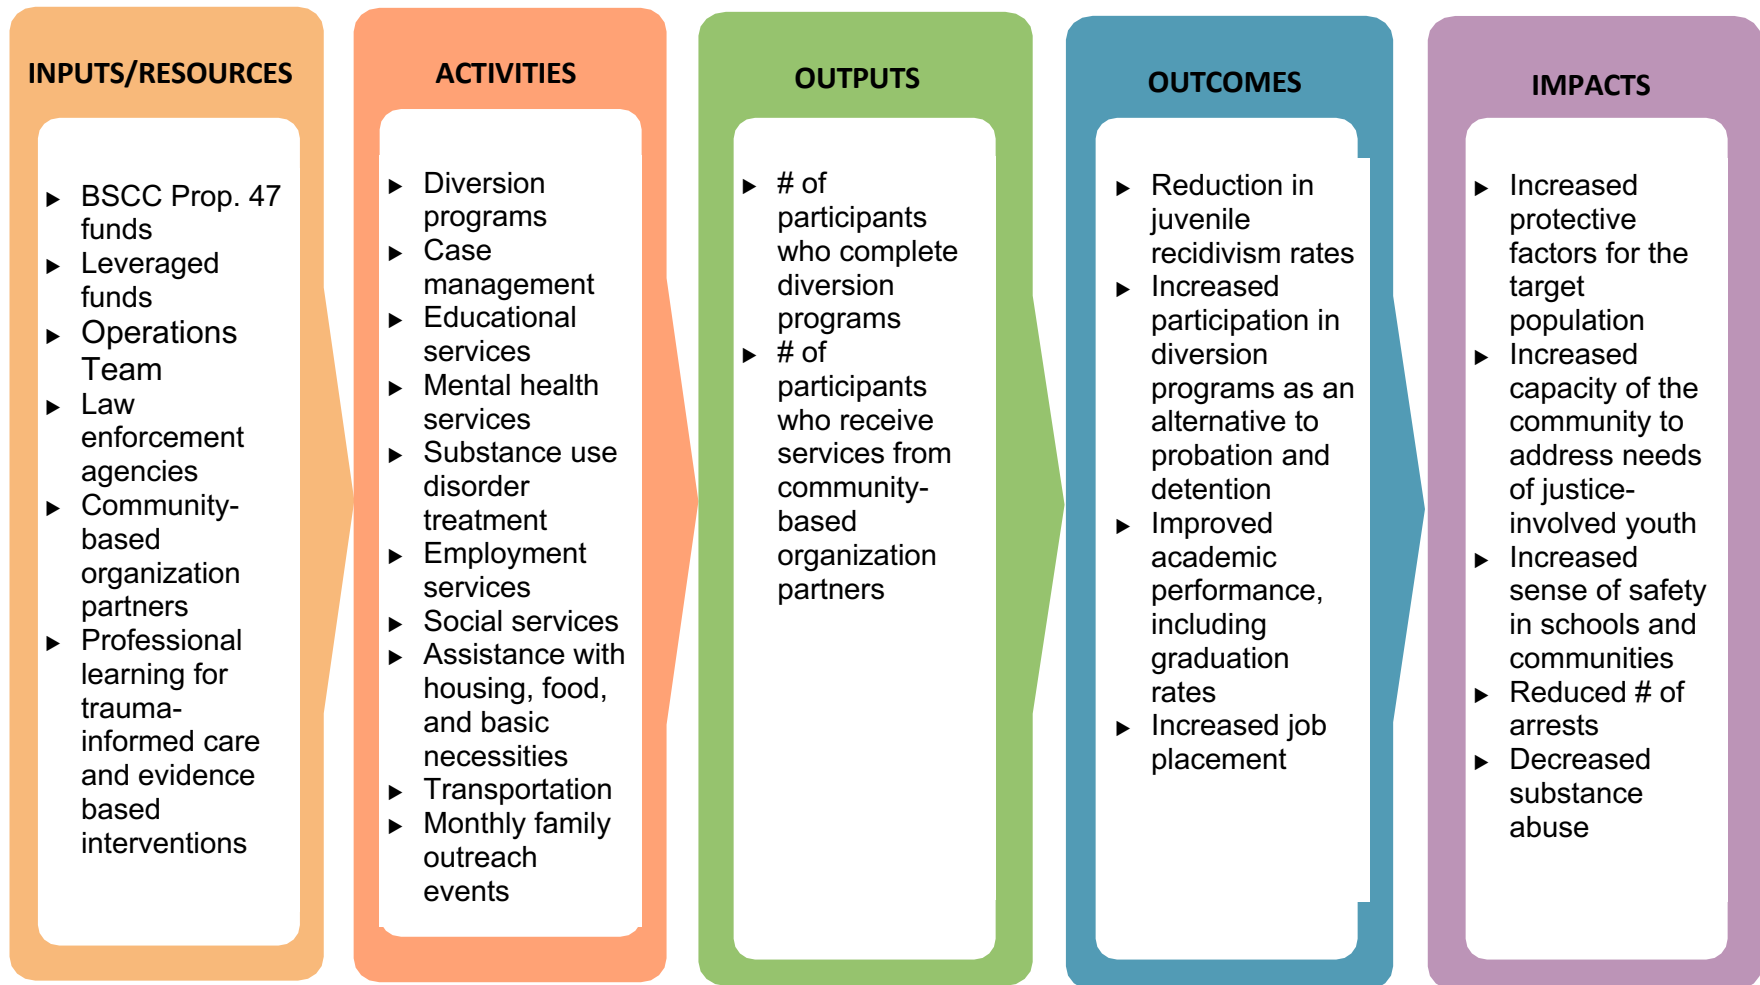 INPUTS/RESOURCES
► BSCC Prop. 47
funds
► Leveraged
funds
► Operations
Team
► Law
enforcement
agencies
► Community-
based
organization
partners
► Professional
learning for
trauma-
informed care
and evidence
based
interventions
ACTIVITIES
► Diversion
programs
► Case
management
► Educational
services
► Mental health
services
► Substance use
disorder
treatment
► Employment
services
► Social services
► Assistance with
housing, food,
and basic
necessities
► Transportation
► Monthly family
outreach
events
OUTPUTS
► # of
participants
who complete
diversion
programs
► # of
participants
who receive
services from
community-
based
organization
partners
OUTCOMES
► Reduction in
juvenile
recidivism rates
► Increased
participation in
diversion
programs as an
alternative to
probation and
detention
► Improved
academic
performance,
including
graduation
rates
► Increased job
placement
IMPACTS
► Increased
protective
factors for the
target
population
► Increased
capacity of the
community to
address needs
of justice-
involved youth
► Increased
sense of safety
in schools and
communities
► Reduced # of
arrests
► Decreased
substance
abuse